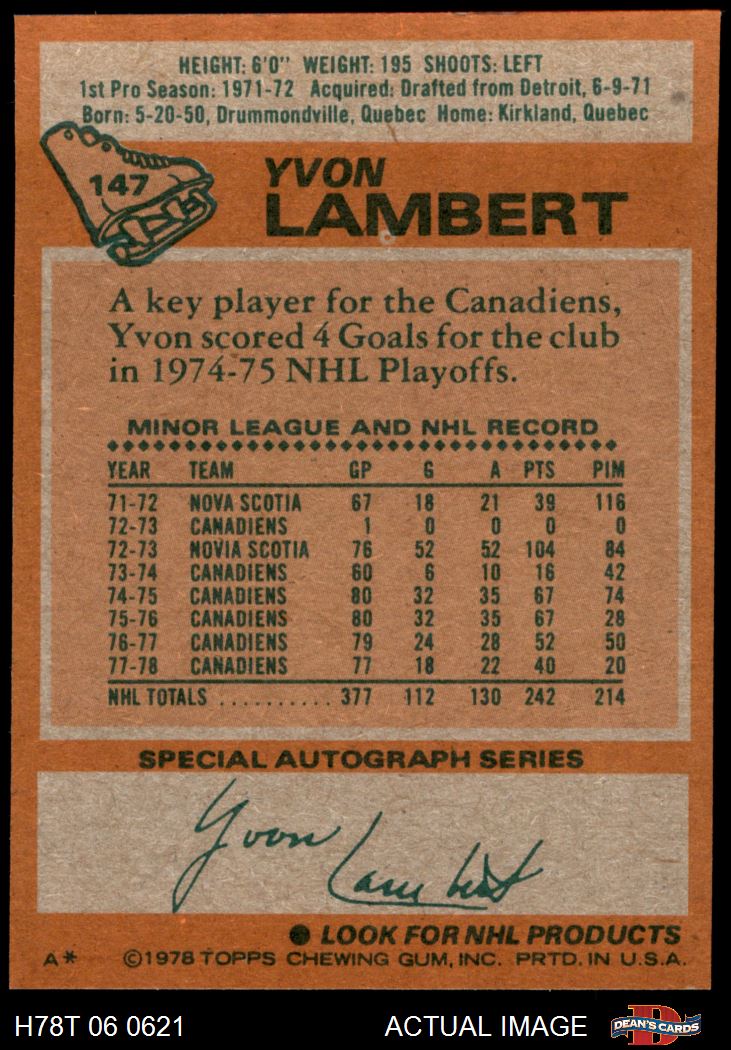 HEIGHT: 6'0" WEIGHT: 195 SHOOTS: LEFT
1st Pro Season: 1971-72 Acquired: Drafted from Detroit, 6-9-71
Born: 5-20-50, Drummondville, Quebec Home: Kirkland, Quebec
147
YVON
LAMBERT
A key player for the Canadiens,
Yvon scored 4 Goals for the club
in 1974-75 NHL Playoffs.
MINOR LEAGUE AND NHL RECORD
YEAR TEAM GP G A PTS PIM
71-72 NOVA SCOTIA 67 18 21 39 116
72-73 CANADIENS 1 0 0 0 0
72-73 NOVIA SCOTIA 76 52 52 104 84
73-74 CANADIENS 60 6 10 16 42
74-75 CANADIENS 80 32 35 67 74
75-76 CANADIENS 80 32 35 67 28
76-77 CANADIENS 79 24 28 52 50
77-78 CANADIENS 77 18 22 40 20
NHL TOTALS .......... 377 112 130 242 214
SPECIAL AUTOGRAPH SERIES
Yvon Lambert
● LOOK FOR NHL PRODUCTS
A* ©1978 TOPPS CHEWING GUM, INC. PRTD. IN U.S.A.
H78T 06 0621 ACTUAL IMAGE D DEAN'S CARDS